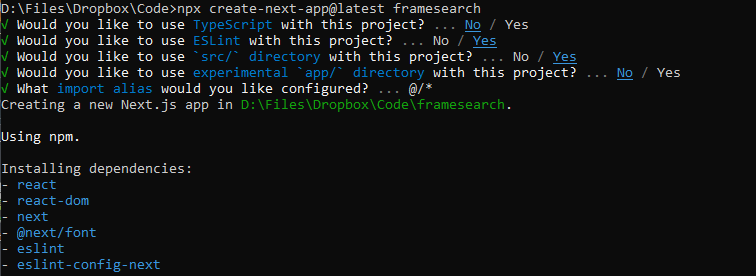 D:\Files\Dropbox\Code>npx create-next-app@latest framesearch
√ Would you like to use TypeScript with this project? ... No / Yes
√ Would you like to use ESLint with this project? ... No / Yes
√ Would you like to use `src/` directory with this project? ... No / Yes
√ Would you like to use experimental `app/` directory with this project? ... No / Yes
√ What import alias would you like configured? ... @/*
Creating a new Next.js app in D:\Files\Dropbox\Code\framesearch.
Using npm.
Installing dependencies:
- react
- react-dom
- next
- @next/font
- eslint
- eslint-config-next